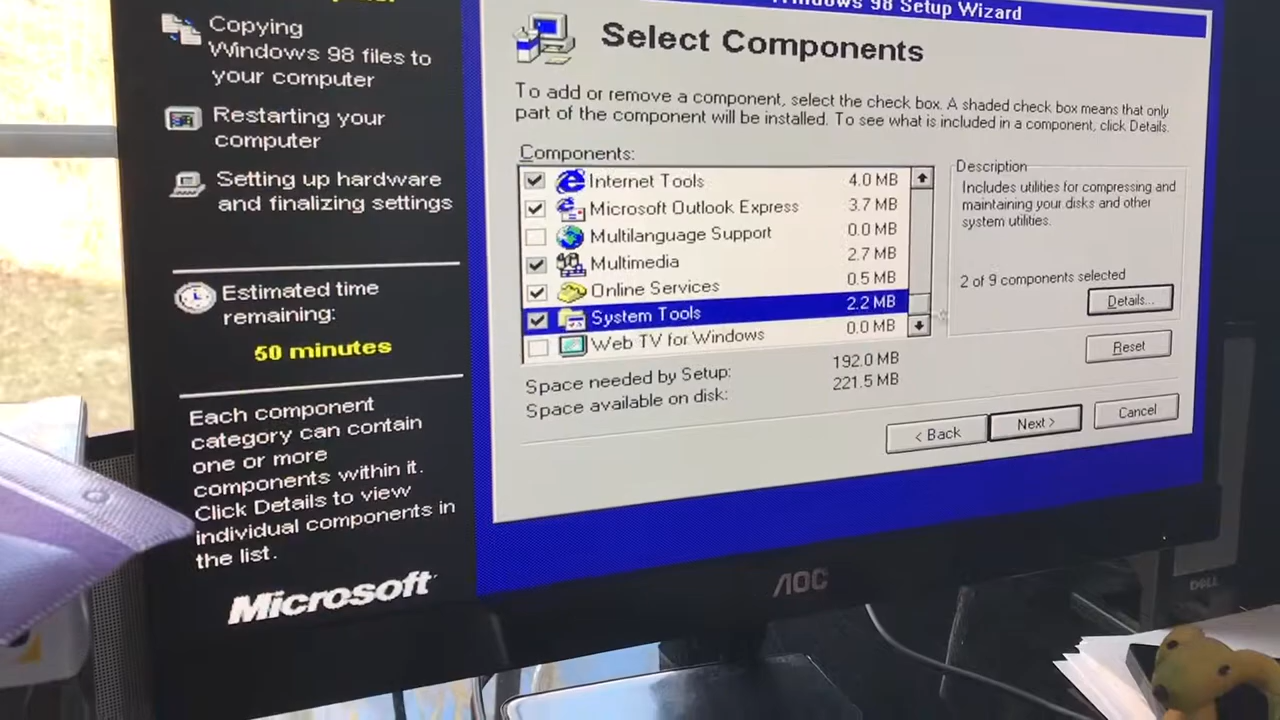 Copying
Windows 98 files to
your computer
Restarting your
computer
Setting up hardware
and finalizing settings
Estimated time
remaining:
50 minutes
Each component
category can contain
one or more
components within it.
Click Details to view
individual components in
the list.
Microsoft
Windows 98 Setup Wizard
Select Components
To add or remove a component, select the check box. A shaded check box means that only
part of the component will be installed. To see what is included in a component, click Details.
Components:
Internet Tools 4.0 MB
Microsoft Outlook Express 3.7 MB
Multilanguage Support 0.0 MB
Multimedia 2.7 MB
Online Services 0.5 MB
System Tools 2.2 MB
Web TV for Windows 0.0 MB
Space needed by Setup: 192.0 MB
Space available on disk: 221.5 MB
Description
Includes utilities for compressing and
maintaining your disks and other
system utilities.
2 of 9 components selected
Details...
Reset
< Back
Next >
Cancel
AOC
DELL